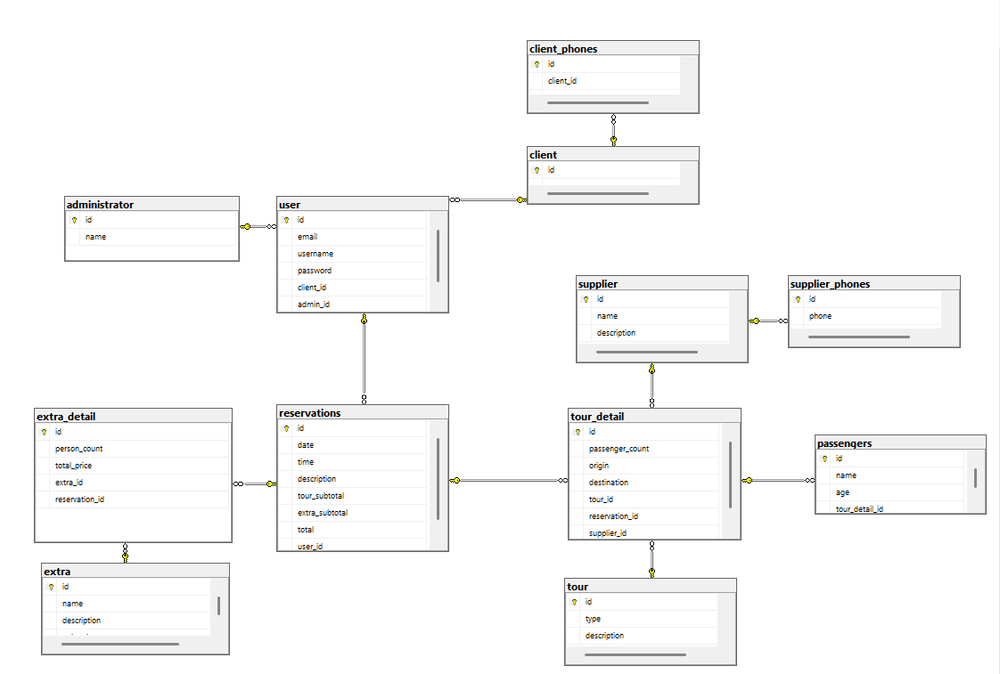 client_phones
id
client_id
client
id
administrator
id
name
user
id
email
username
password
client_id
admin_id
supplier
id
name
description
supplier_phones
id
phone
extra_detail
id
person_count
total_price
extra_id
reservation_id
reservations
id
date
time
description
tour_subtotal
extra_subtotal
total
user_id
tour_detail
id
passenger_count
origin
destination
tour_id
reservation_id
supplier_id
passengers
id
name
age
tour_detail_id
extra
id
name
description
tour
id
type
description